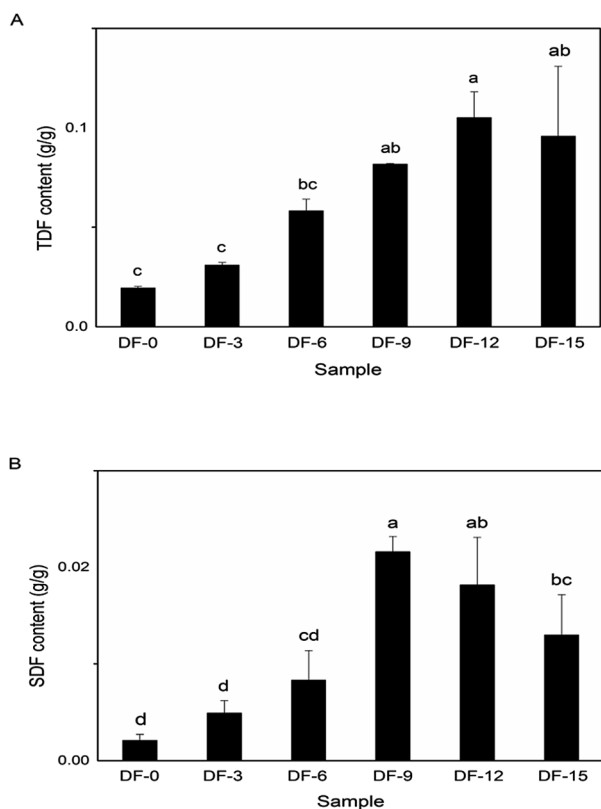 A
TDF content (g/g)
0.1
0.0
c
c
bc
ab
a
ab
DF-0 DF-3 DF-6 DF-9 DF-12 DF-15
Sample
B
SDF content (g/g)
0.02
0.00
d
d
cd
a
ab
bc
DF-0 DF-3 DF-6 DF-9 DF-12 DF-15
Sample